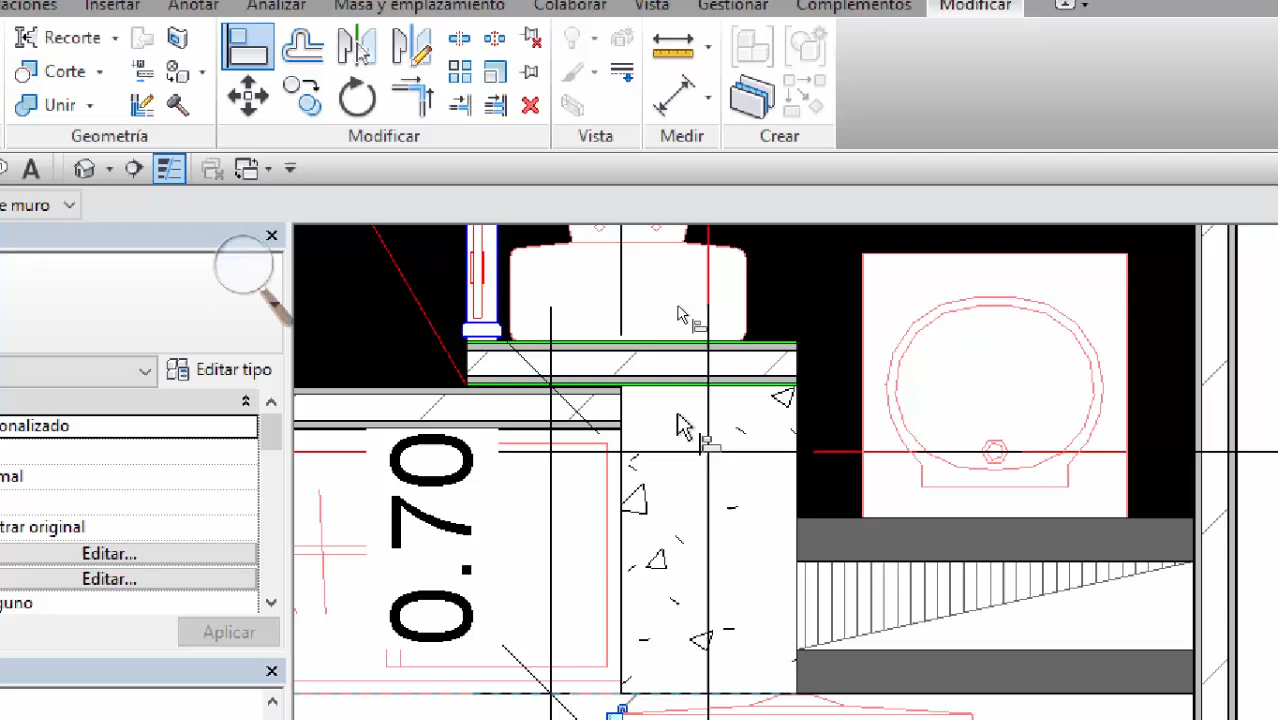 aciones Insertar Anotar Analizar Masa y emplazamiento Colaborar Vista Gestionar Complementos Modificar
Recorte
Corte
Unir
Geometría Modificar Vista Medir Crear
A
e muro
Editar tipo
onalizado
mal
trar original
Editar...
Editar...
guno
Aplicar
0.70